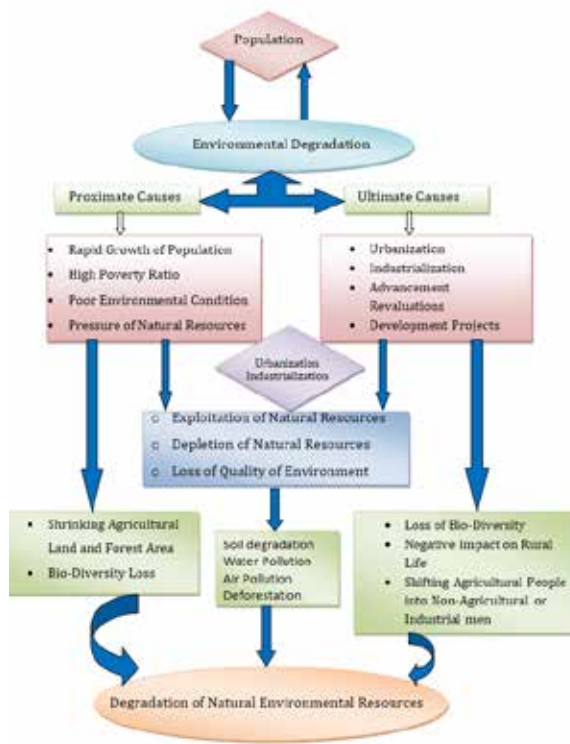 Population
Environmental Degradation
Proximate Causes
Ultimate Causes
• Rapid Growth of Population
• High Poverty Ratio
• Poor Environmental Condition
• Pressure of Natural Resources
• Urbanization
• Industrialization
• Advancement
Revaluations
• Development Projects
Urbanization
Industrialization
o Exploitation of Natural Resources
o Depletion of Natural Resources
o Loss of Quality of Environment
• Shrinking Agricultural
Land and Forest Area
• Bio-Diversity Loss
Soil degradation
Water Pollution
Air Pollution
Deforestation
• Loss of Bio-Diversity
• Negative impact on Rural
Life
• Shifting Agricultural People
into Non-Agricultural or
Industrial men
Degradation of Natural Environmental Resources